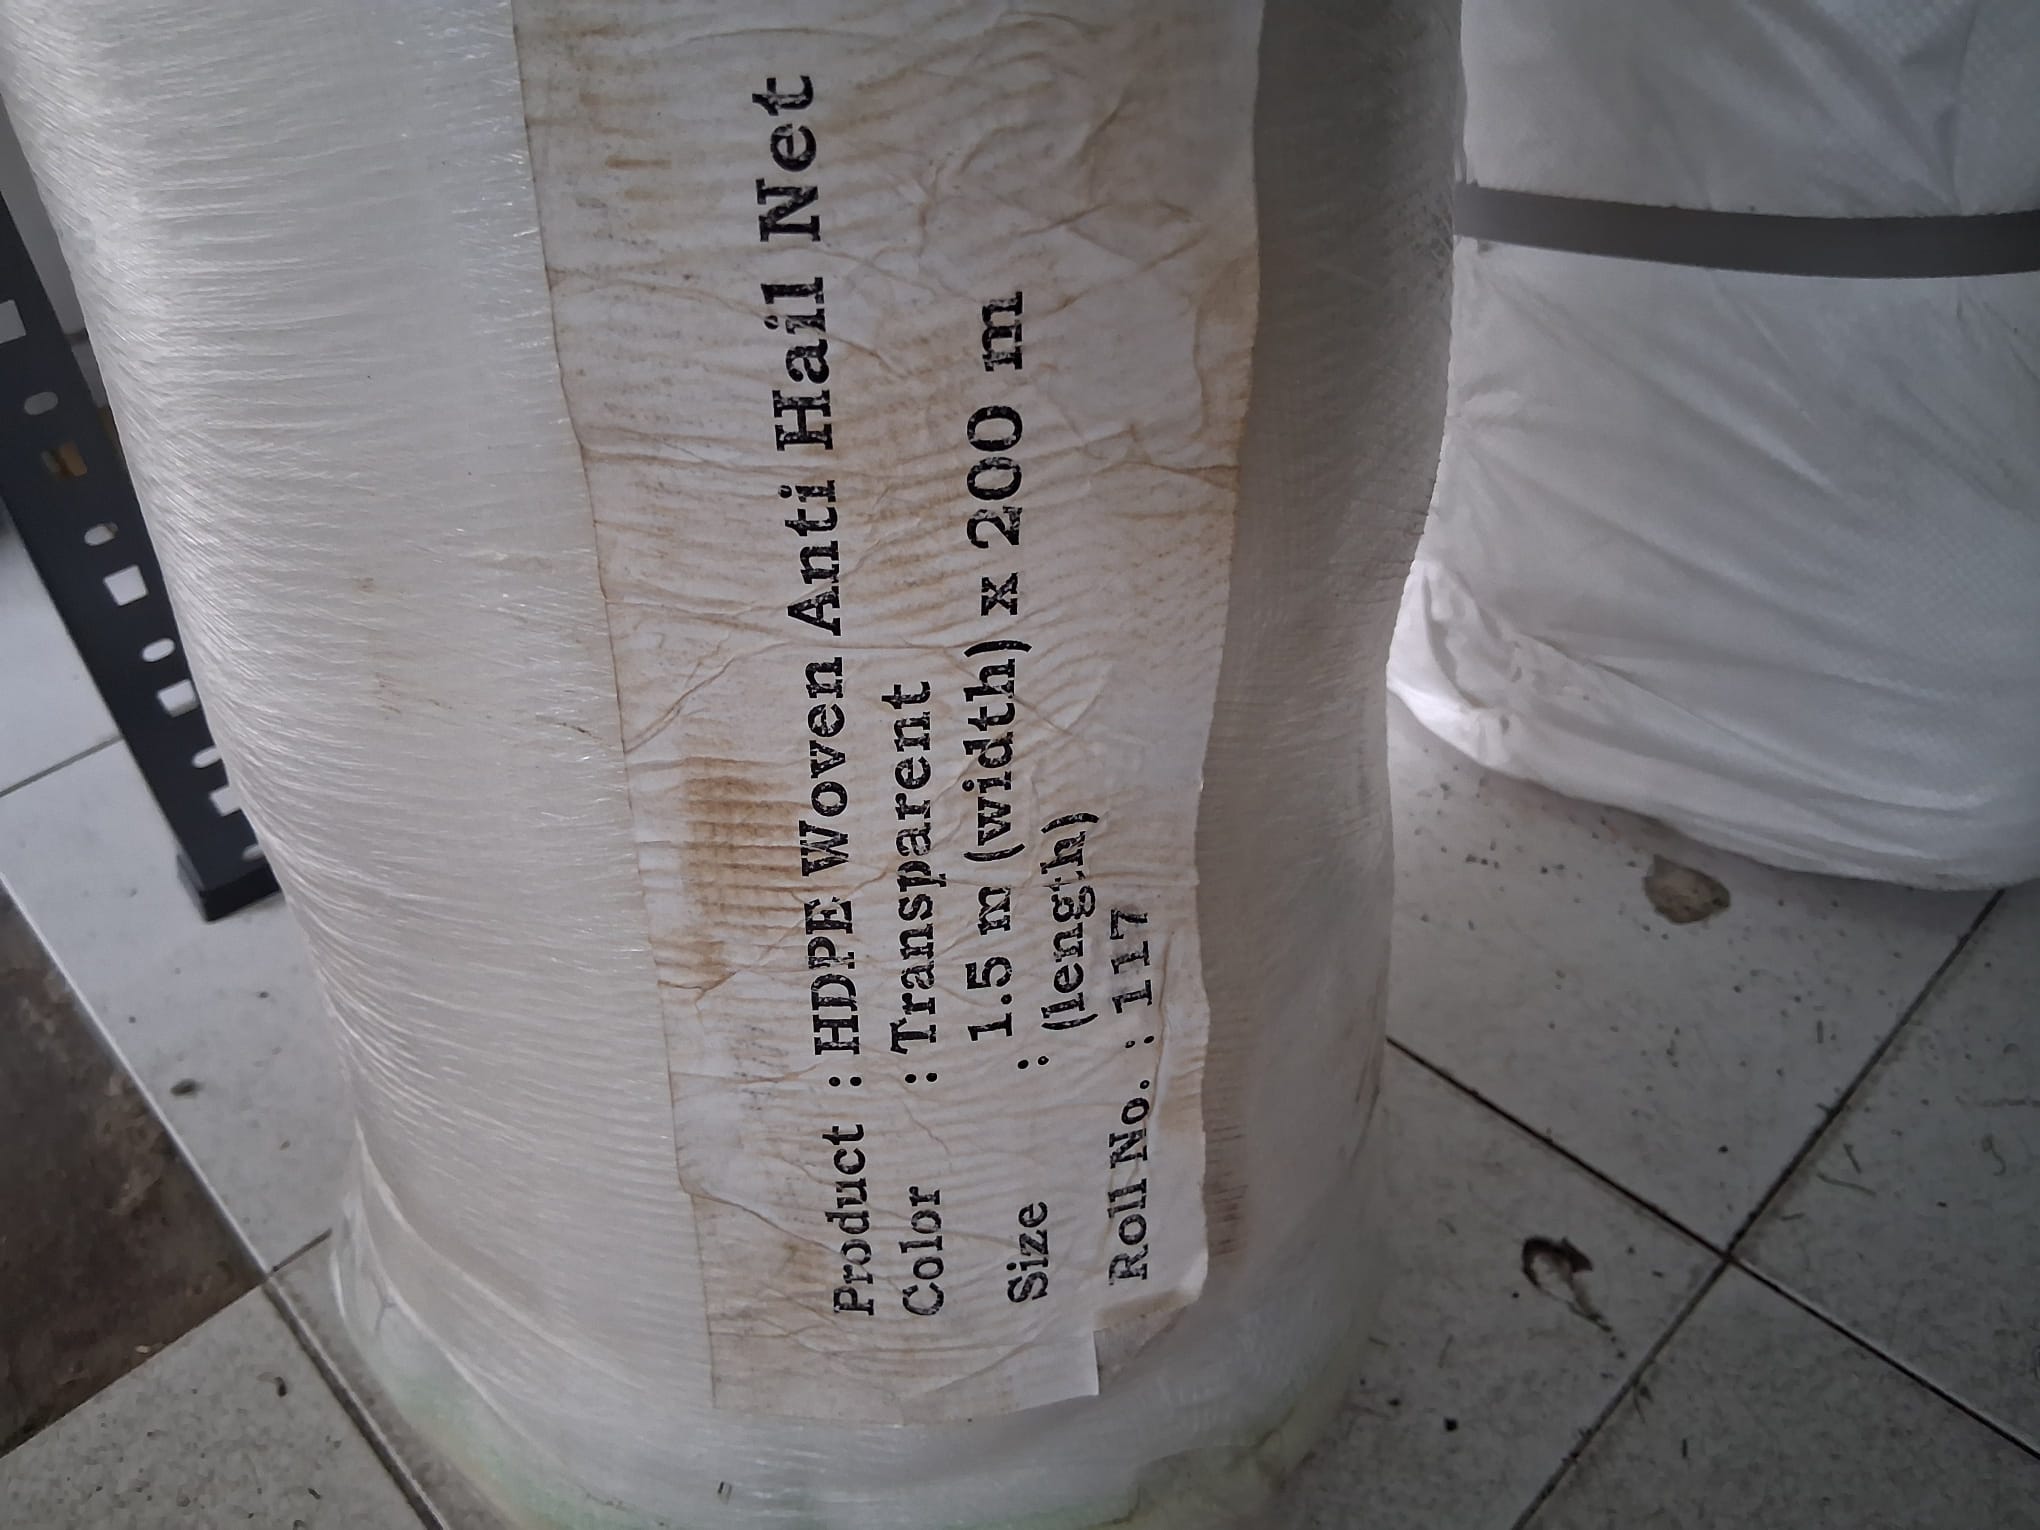 Product : HDPE Woven Anti Hail Net
Color : Transparent
Size : 1.5 m (width) x 200 m
(length)
Roll No. : 117